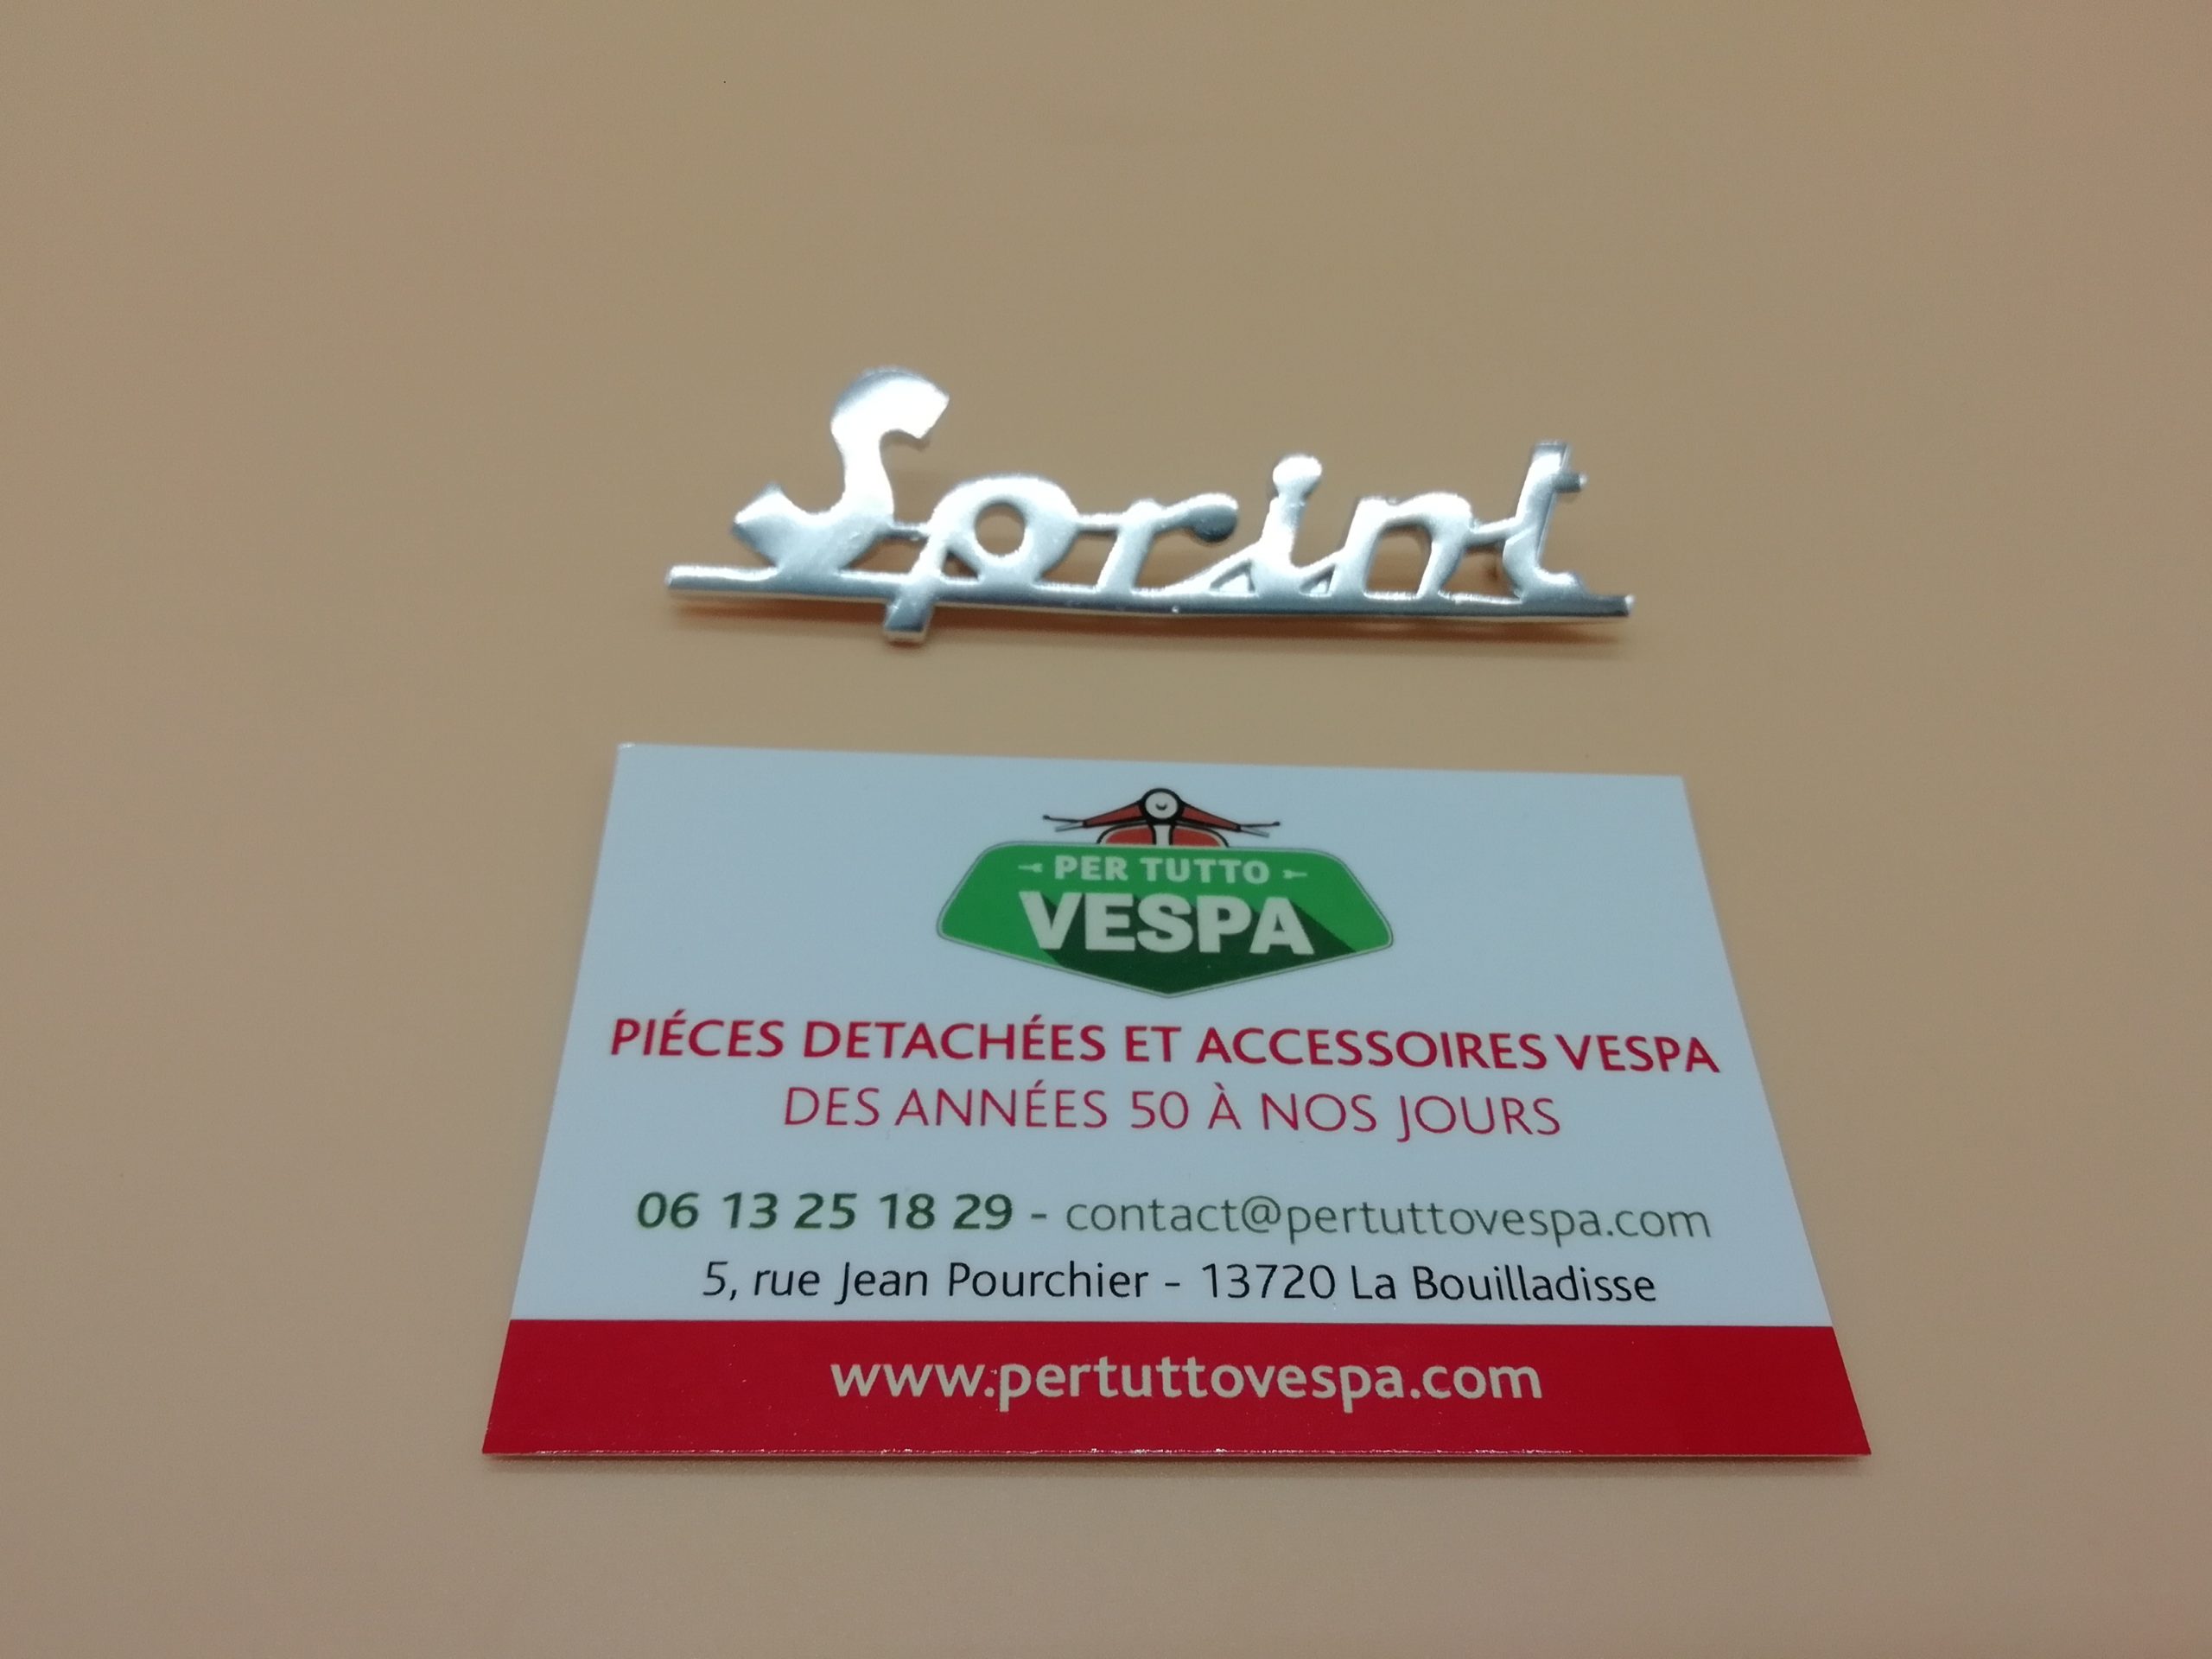 Sprint
PER TUTTO
VESPA
PIÉCES DETACHÉES ET ACCESSOIRES VESPA
DES ANNÉES 50 À NOS JOURS
06 13 25 18 29 - contact@pertuttovespa.com
5, rue Jean Pourchier - 13720 La Bouilladisse
www.pertuttovespa.com